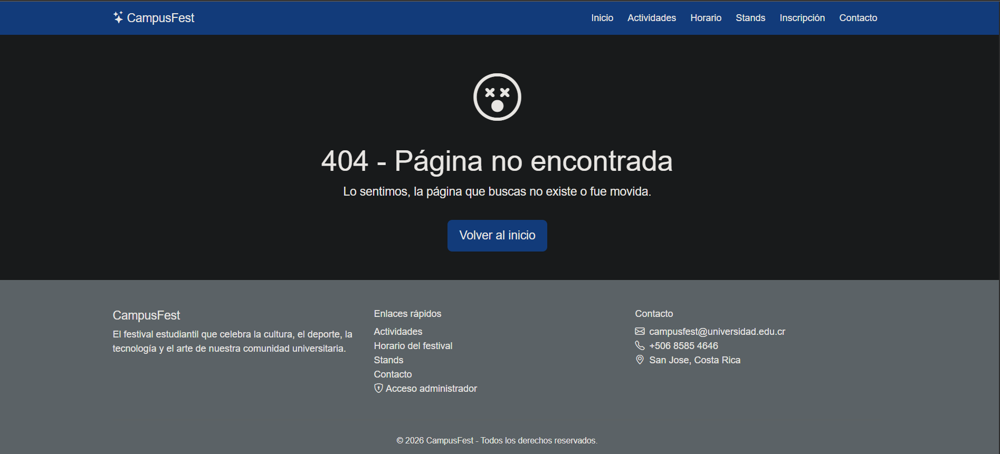 CampusFest
Inicio Actividades Horario Stands Inscripción Contacto
404 - Página no encontrada
Lo sentimos, la página que buscas no existe o fue movida.
Volver al inicio
CampusFest
El festival estudiantil que celebra la cultura, el deporte, la
tecnología y el arte de nuestra comunidad universitaria.
Enlaces rápidos
Actividades
Horario del festival
Stands
Contacto
Acceso administrador
Contacto
campusfest@universidad.edu.cr
+506 8585 4646
San Jose, Costa Rica
© 2026 CampusFest - Todos los derechos reservados.